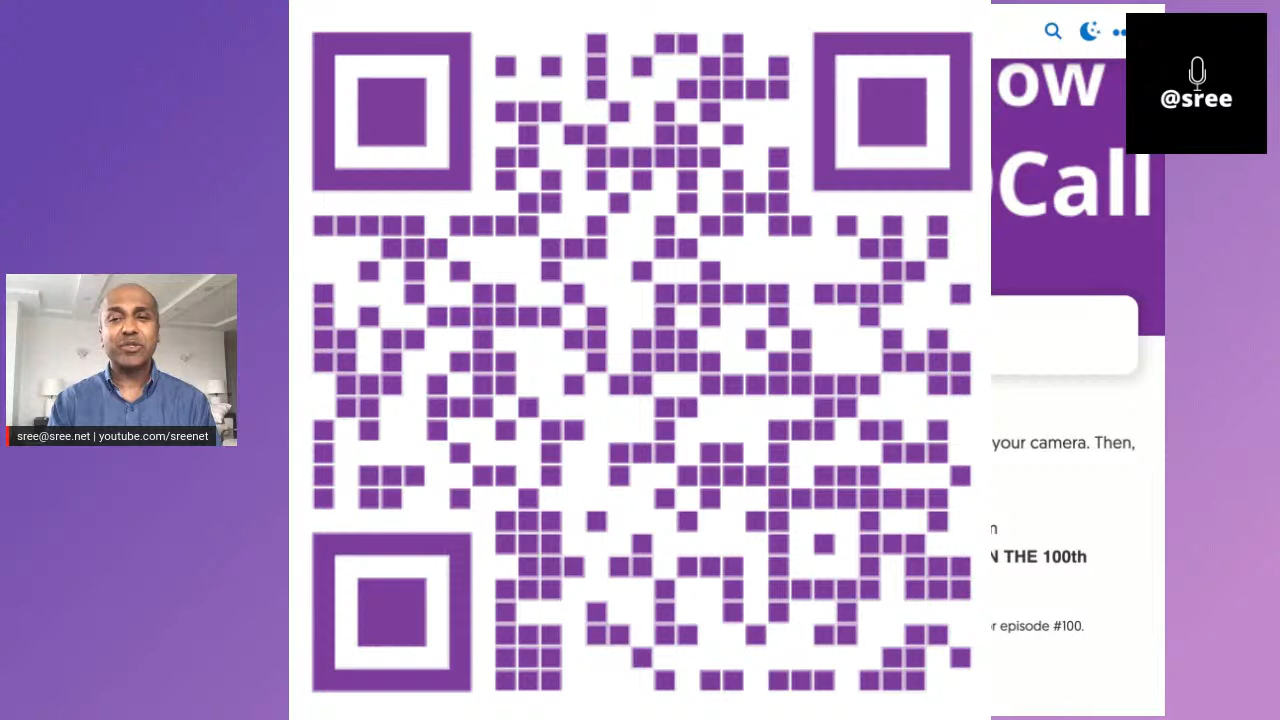 @sree
ow
Call
sree@sree.net | youtube.com/sreenet
your camera. Then,
N THE 100th
r episode #100.